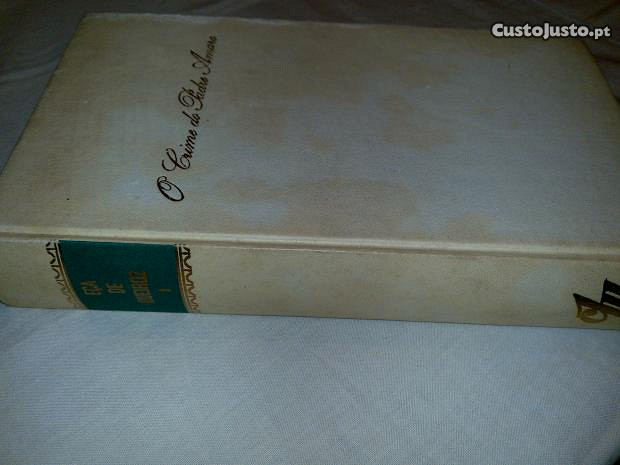 CustoJusto.pt
O Crime do Padre Amaro
EÇA
DE
QUEIROZ
I